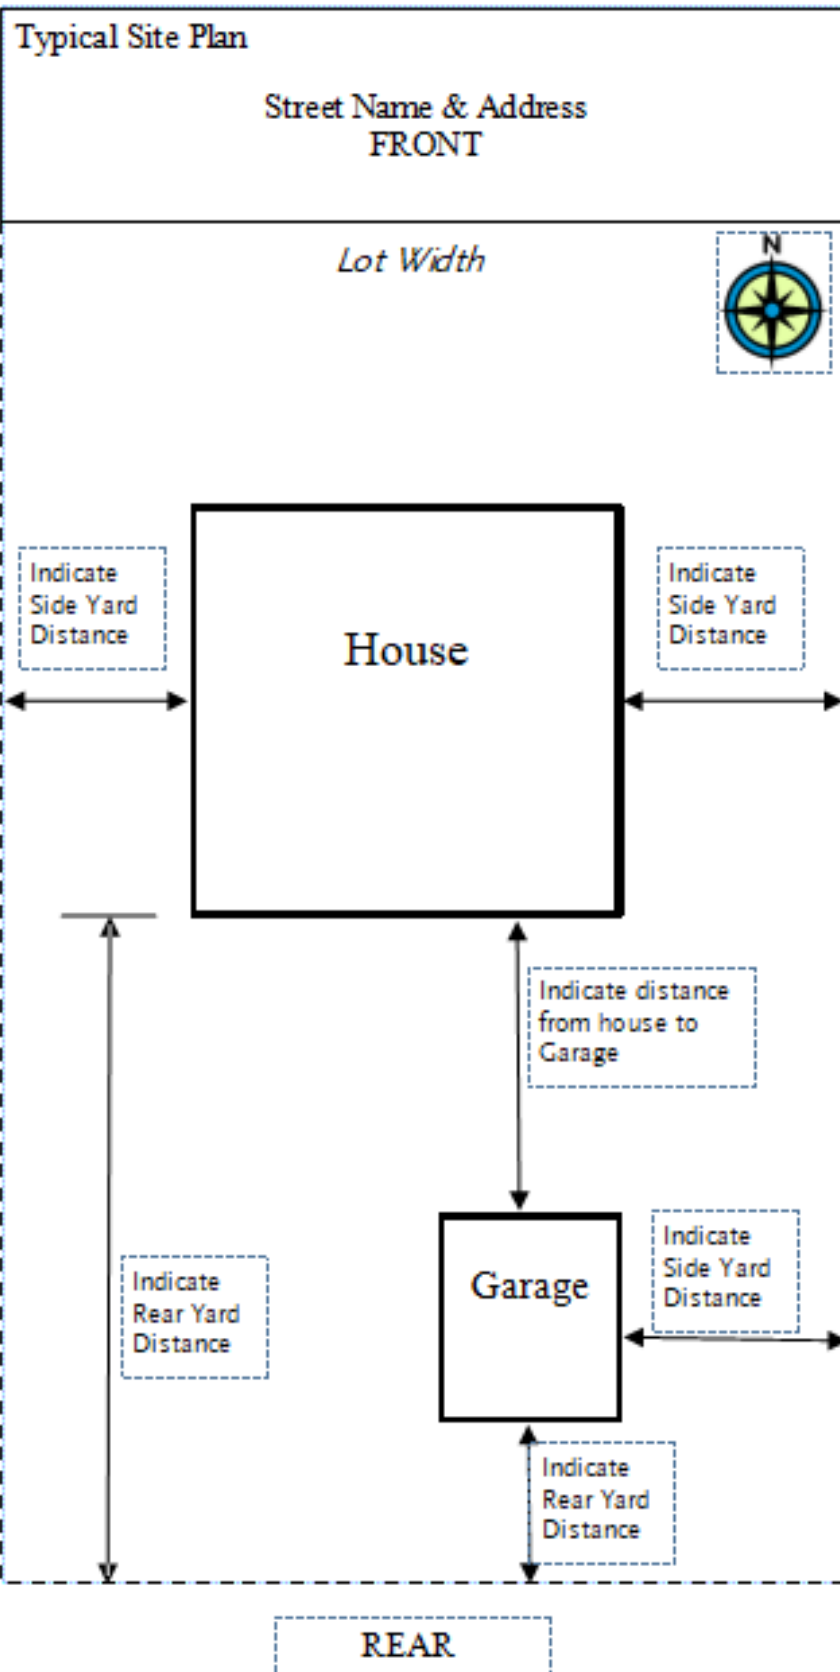 Typical Site Plan
Street Name & Address
FRONT
Lot Width
N
Indicate
Side Yard
Distance
House
Indicate
Side Yard
Distance
Indicate distance
from house to
Garage
Indicate
Rear Yard
Distance
Garage
Indicate
Side Yard
Distance
Indicate
Rear Yard
Distance
REAR